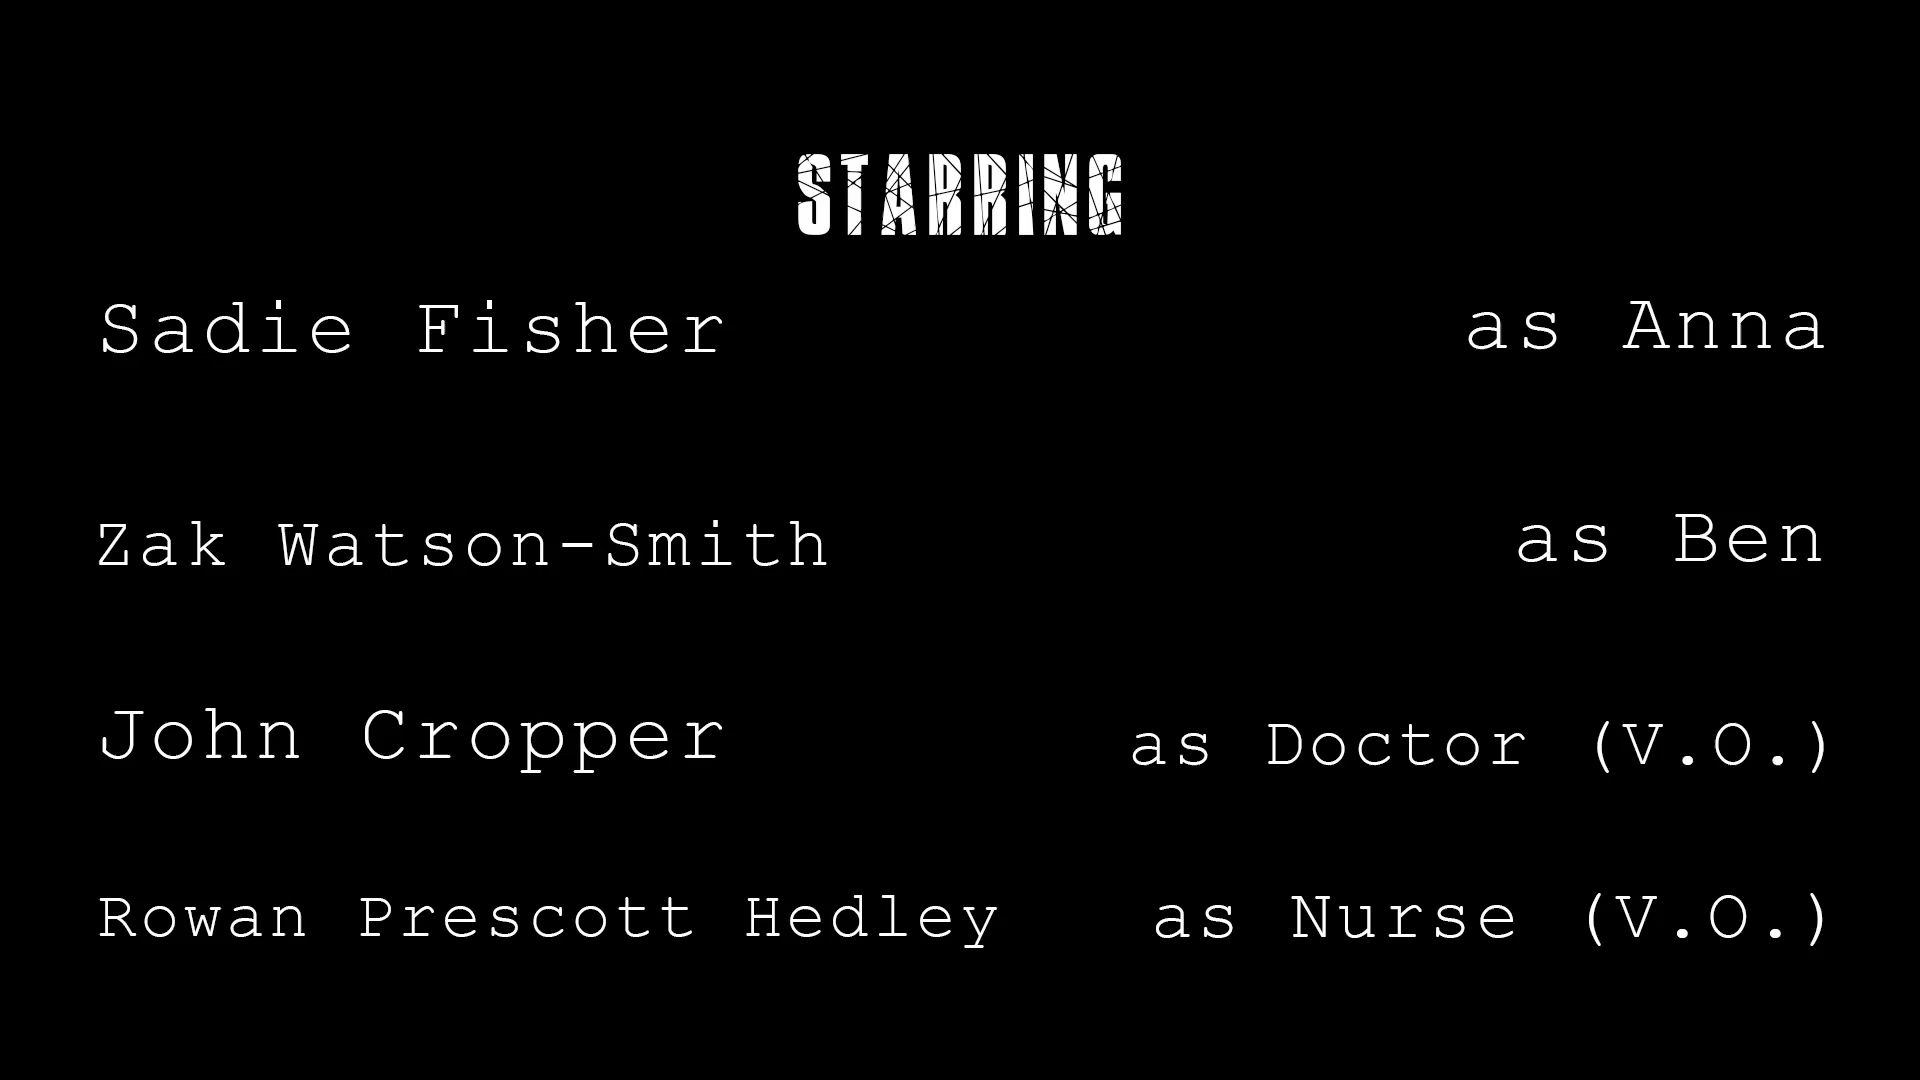 STARRING
Sadie Fisher as Anna
Zak Watson-Smith as Ben
John Cropper as Doctor (V.O.)
Rowan Prescott Hedley as Nurse (V.O.)